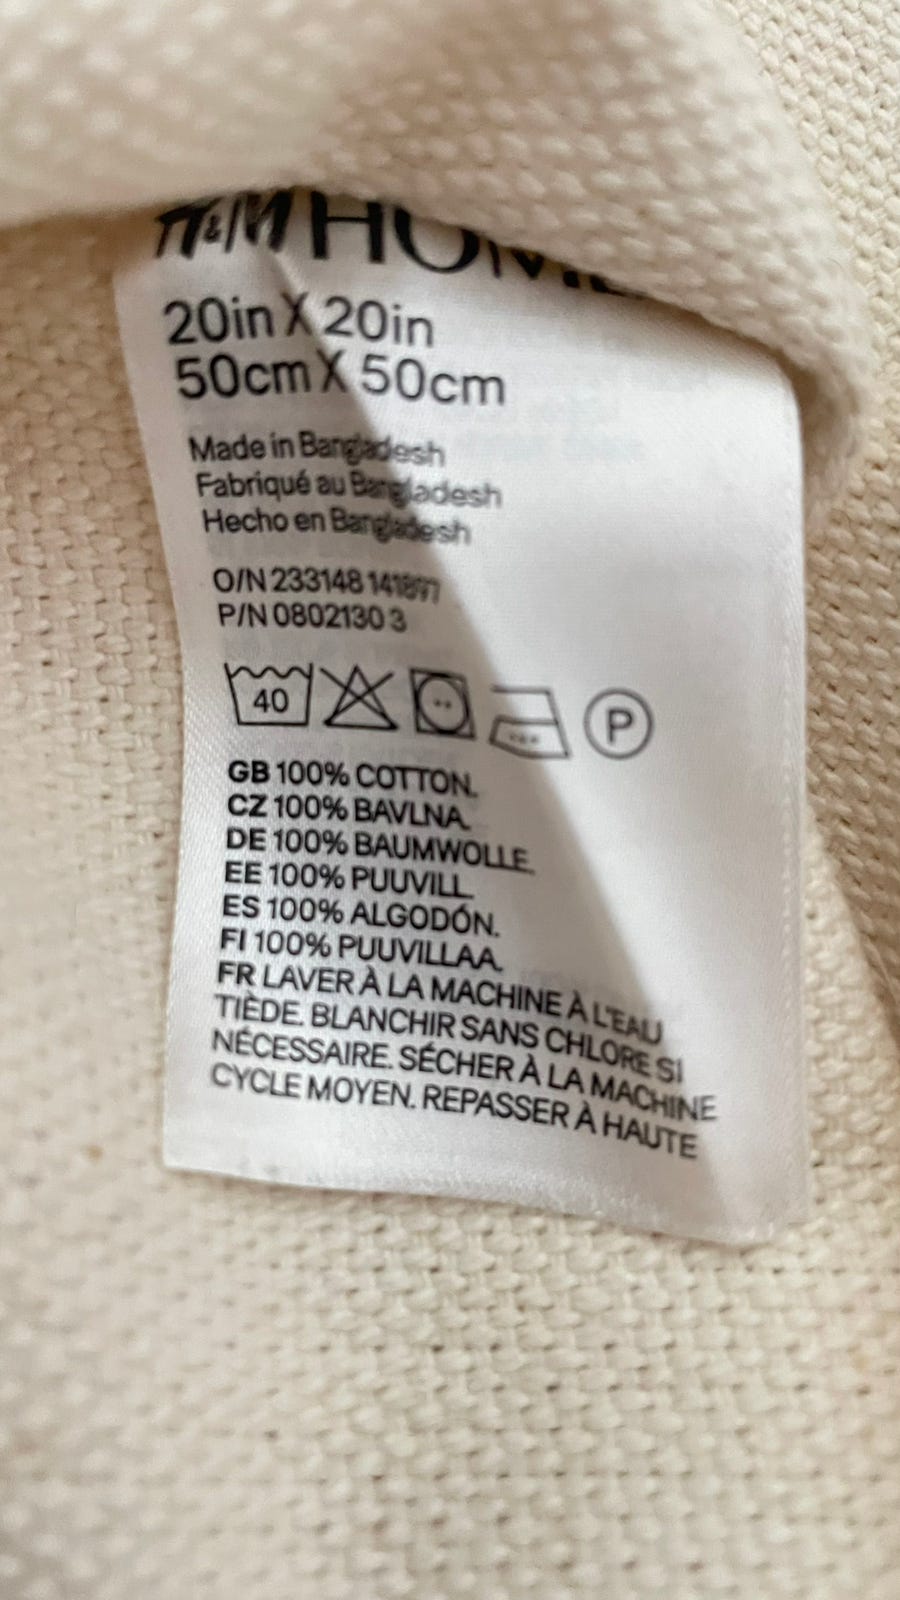 H&M HOME
20in X 20in
50cm X 50cm
Made in Bangladesh
Fabriqué au Bangladesh
Hecho en Bangladesh
O/N 233148 141897
P/N 0802130 3
40
P
GB 100% COTTON.
CZ 100% BAVLNA.
DE 100% BAUMWOLLE.
EE 100% PUUVILL.
ES 100% ALGODÓN.
FI 100% PUUVILLAA.
FR LAVER À LA MACHINE À L'EAU
TIÈDE. BLANCHIR SANS CHLORE SI
NÉCESSAIRE. SÉCHER À LA MACHINE
CYCLE MOYEN. REPASSER À HAUTE